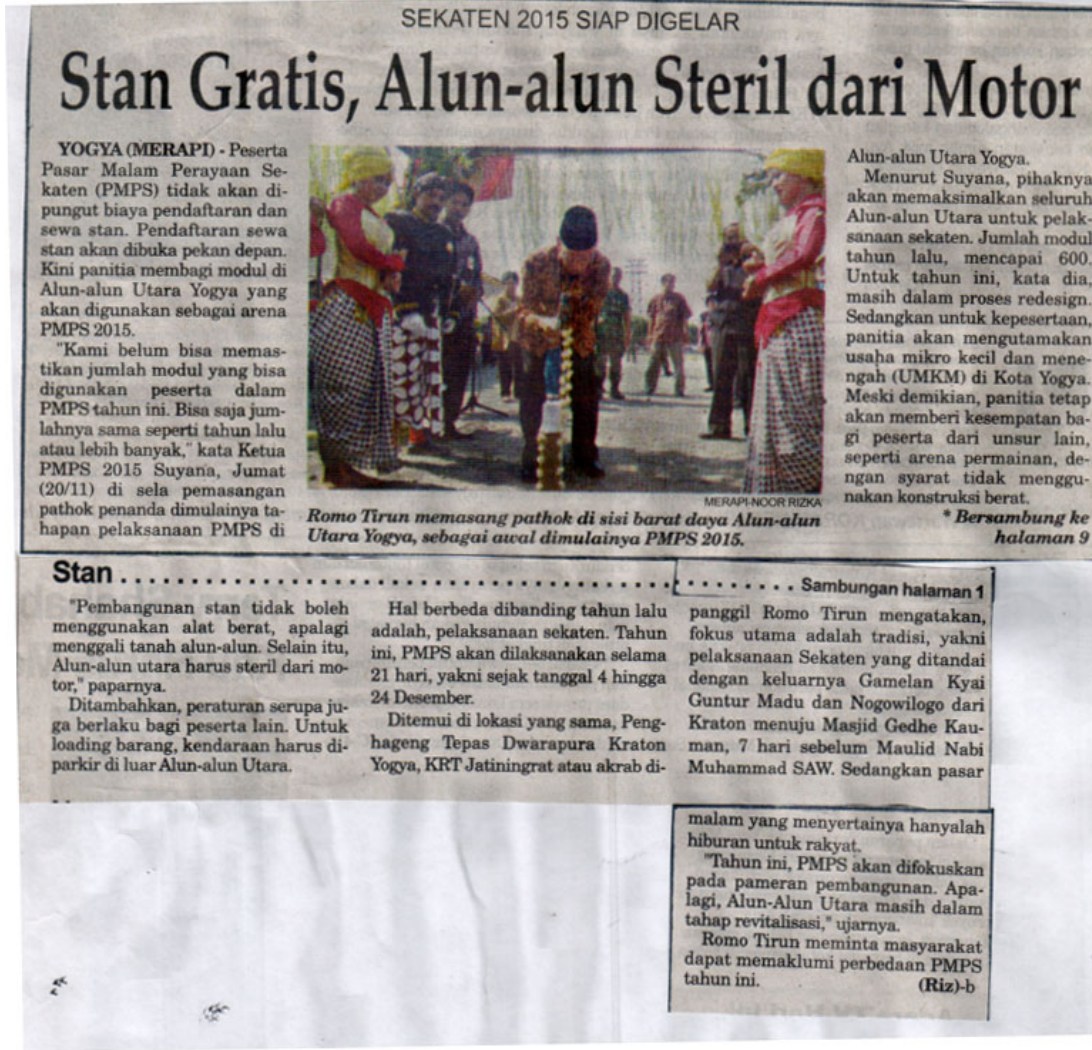 SEKATEN 2015 SIAP DIGELAR
Stan Gratis, Alun-alun Steril dari Motor
YOGYA (MERAPI) - Peserta
Pasar Malam Perayaan Se-
katen (PMPS) tidak akan di-
pungut biaya pendaftaran dan
sewa stan. Pendaftaran sewa
stan akan dibuka pekan depan.
Kini panitia membagi modul di
Alun-alun Utara Yogya yang
akan digunakan sebagai arena
PMPS 2015.
"Kami belum bisa memas-
tikan jumlah modul yang bisa
digunakan peserta dalam
PMPS tahun ini. Bisa saja jum-
lahnya sama seperti tahun lalu
atau lebih banyak," kata Ketua
PMPS 2015 Suyana, Jumat
(20/11) di sela pemasangan
pathok penanda dimulainya ta-
hapan pelaksanaan PMPS di
MERAPI-NOOR RIZKA
Romo Tirun memasang pathok di sisi barat daya Alun-alun
Utara Yogya, sebagai awal dimulainya PMPS 2015.
Alun-alun Utara Yogya.
Menurut Suyana, pihaknya
akan memaksimalkan seluruh
Alun-alun Utara untuk pelak-
sanaan sekaten. Jumlah modul
tahun lalu, mencapai 600.
Untuk tahun ini, kata dia,
masih dalam proses redesign.
Sedangkan untuk kepesertaan,
panitia akan mengutamakan
usaha mikro kecil dan mene-
ngah (UMKM) di Kota Yogya.
Meski demikian, panitia tetap
akan memberi kesempatan ba-
gi peserta dari unsur lain,
seperti arena permainan, de-
ngan syarat tidak menggu-
nakan konstruksi berat.
* Bersambung ke
halaman 9
Stan ........................................ Sambungan halaman 1
"Pembangunan stan tidak boleh
menggunakan alat berat, apalagi
menggali tanah alun-alun. Selain itu,
Alun-alun utara harus steril dari mo-
tor," paparnya.
Ditambahkan, peraturan serupa ju-
ga berlaku bagi peserta lain. Untuk
loading barang, kendaraan harus di-
parkir di luar Alun-alun Utara.
Hal berbeda dibanding tahun lalu
adalah, pelaksanaan sekaten. Tahun
ini, PMPS akan dilaksanakan selama
21 hari, yakni sejak tanggal 4 hingga
24 Desember.
Ditemui di lokasi yang sama, Peng-
hageng Tepas Dwarapura Kraton
Yogya, KRT Jatiningrat atau akrab di-
panggil Romo Tirun mengatakan,
fokus utama adalah tradisi, yakni
pelaksanaan Sekaten yang ditandai
dengan keluarnya Gamelan Kyai
Guntur Madu dan Nogowilogo dari
Kraton menuju Masjid Gedhe Kau-
man, 7 hari sebelum Maulid Nabi
Muhammad SAW. Sedangkan pasar
malam yang menyertainya hanyalah
hiburan untuk rakyat.
"Tahun ini, PMPS akan difokuskan
pada pameran pembangunan. Apa-
lagi, Alun-Alun Utara masih dalam
tahap revitalisasi," ujarnya.
Romo Tirun meminta masyarakat
dapat memaklumi perbedaan PMPS
tahun ini. (Riz)-b